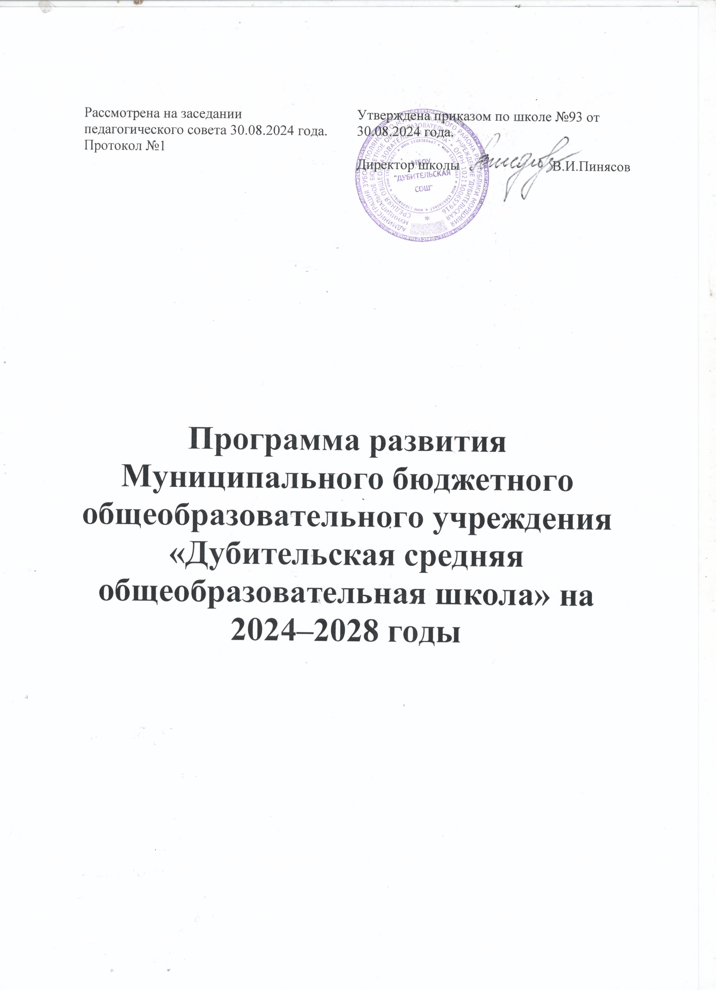 Рассмотрена на заседании
педагогического совета 30.08.2024 года.
Протокол №1
Утверждена приказом по школе №93 от
30.08.2024 года.
Директор школы В.И.Пинясов
МБОУ
"ДУБИТЕЛЬСКАЯ
СОШ"
Программа развития
Муниципального бюджетного
общеобразовательного учреждения
«Дубительская средняя
общеобразовательная школа» на
2024–2028 годы